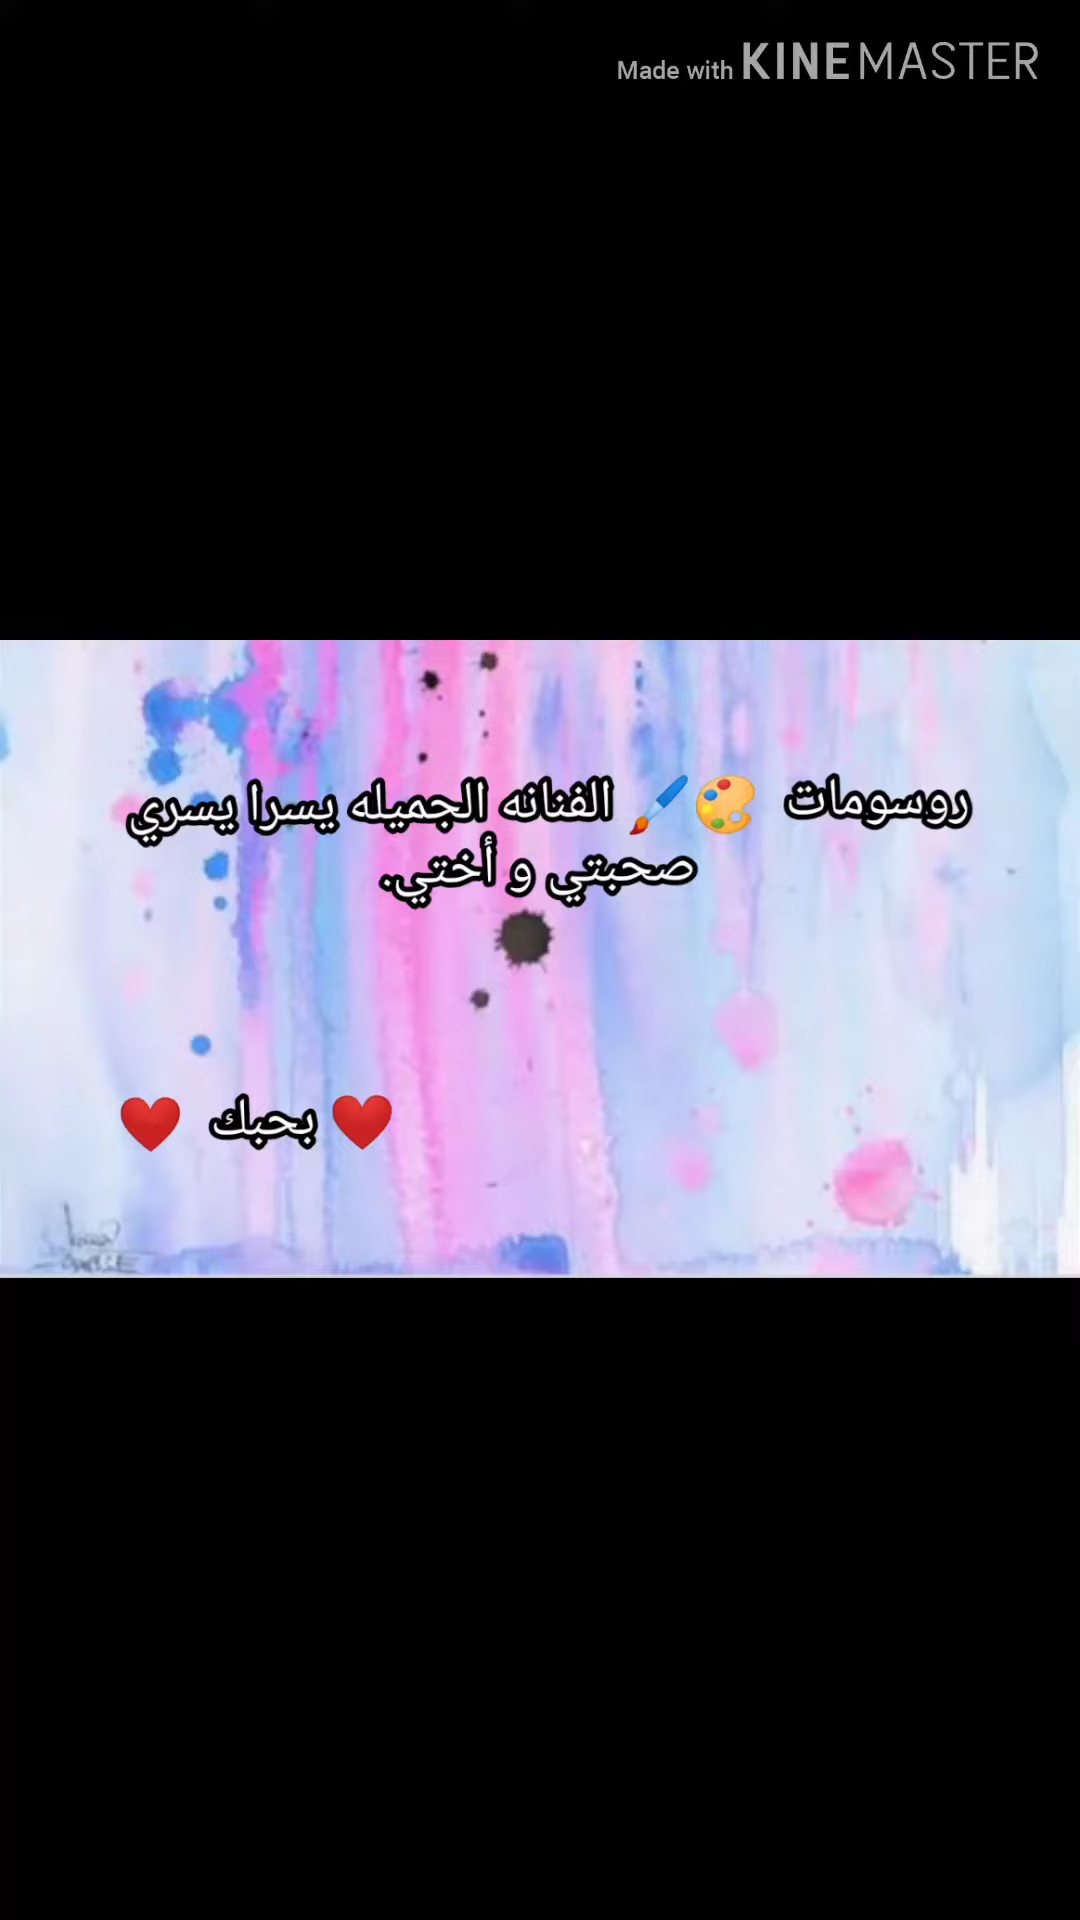 Made with KINEMASTER
روسومات 🎨🖌️ الفنانه الجميله يسرا يسري
صحبتي و أختي.
❤️ بحبك ❤️